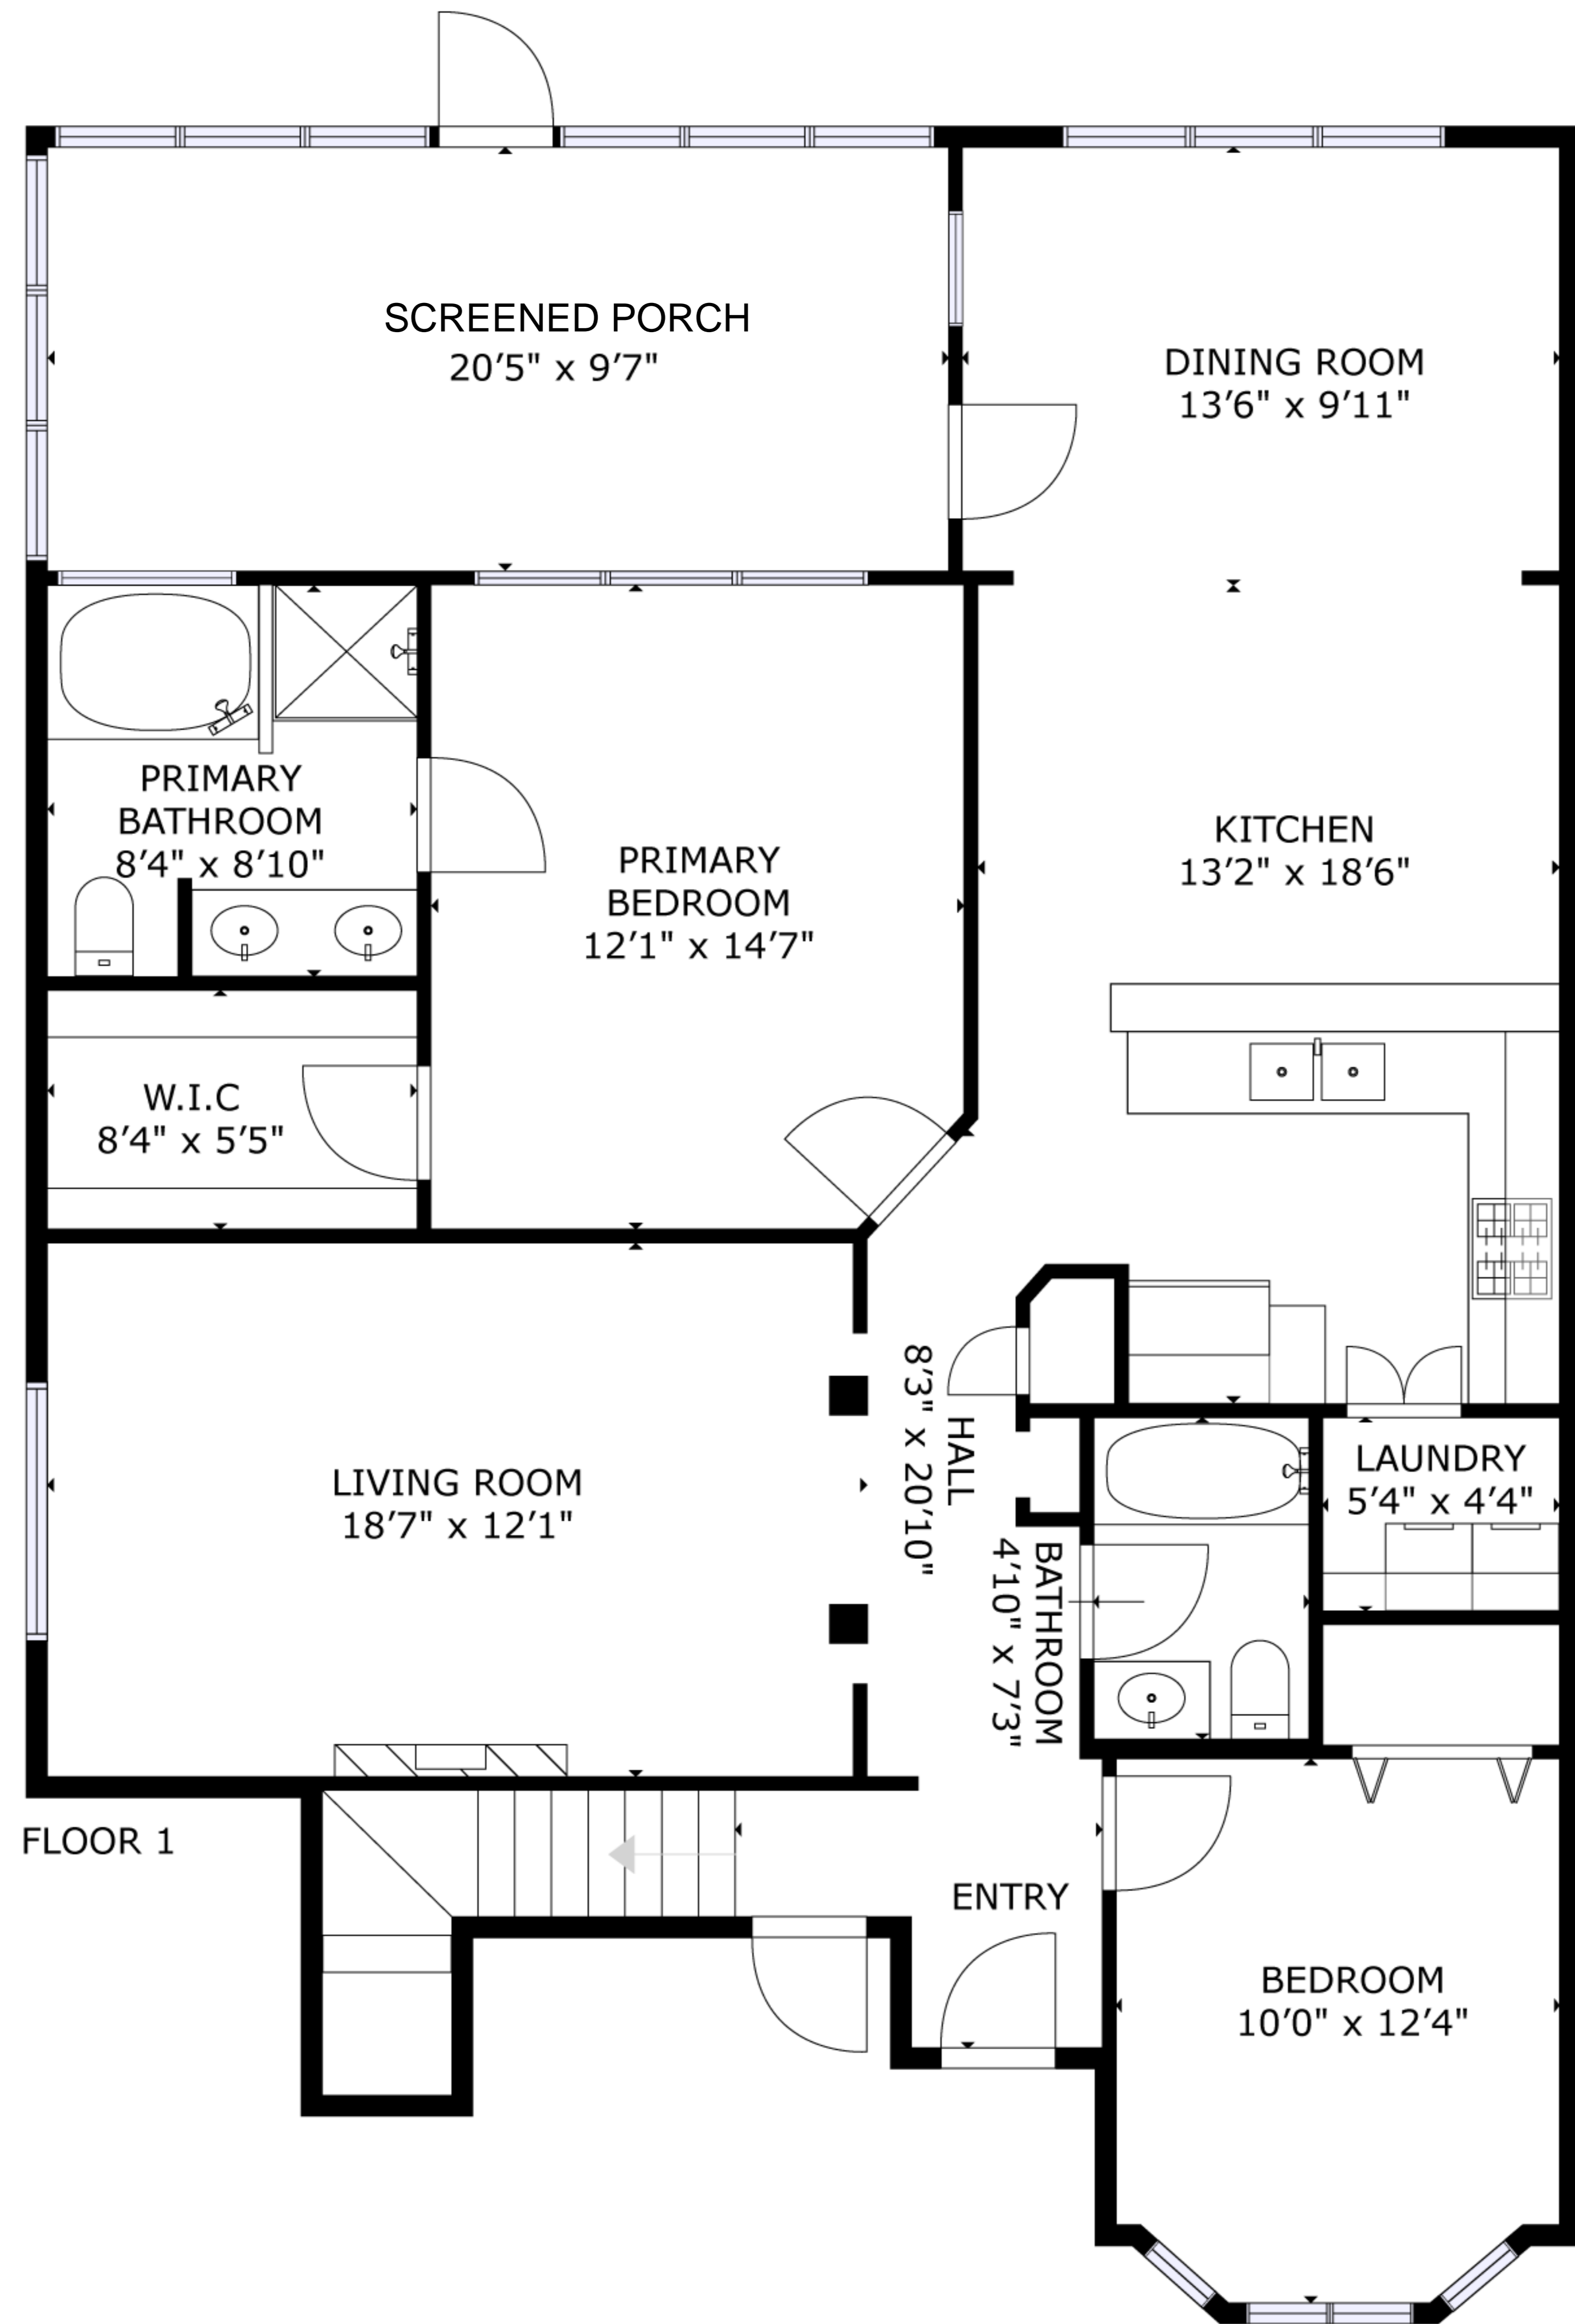 SCREENED PORCH
20'5" x 9'7"
DINING ROOM
13'6" x 9'11"
PRIMARY
BATHROOM
8'4" x 8'10"
PRIMARY
BEDROOM
12'1" x 14'7"
KITCHEN
13'2" x 18'6"
W.I.C
8'4" x 5'5"
LIVING ROOM
18'7" x 12'1"
HALL
8'3" x 20'10"
LAUNDRY
5'4" x 4'4"
BATHROOM
4'10" x 7'3"
FLOOR 1
ENTRY
BEDROOM
10'0" x 12'4"